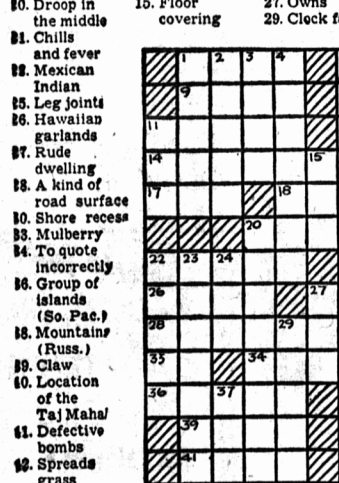 20. Droop in
the middle
21. Chills
and fever
22. Mexican
Indian
25. Leg joints
26. Hawaiian
garlands
27. Rude
dwelling
28. A kind of
road surface
30. Shore recess
33. Mulberry
34. To quote
incorrectly
36. Group of
islands
(So. Pac.)
38. Mountains
(Russ.)
39. Claw
40. Location
of the
Taj Mahal
41. Defective
bombs
42. Spreads
grass
15. Floor
covering
27. Owns
29. Clock f
1 2 3 4
9
11
14 15
17 18
20
22 23 24
26 27
28 29
33 34
36 37
39
41